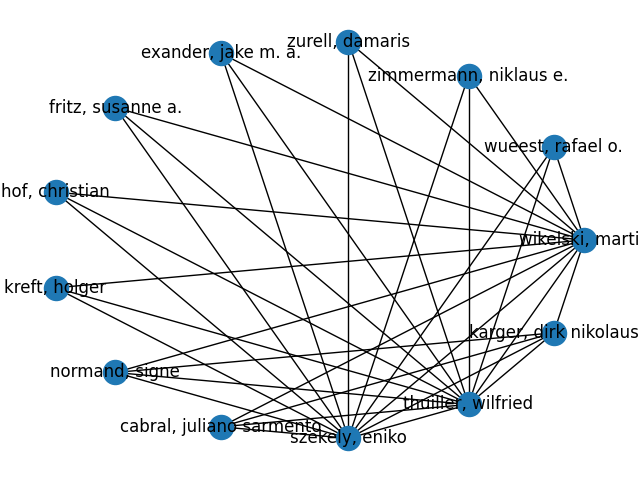 zurell, damaris
exander, jake m. a.
zimmermann, niklaus e.
fritz, susanne a.
wueest, rafael o.
hof, christian
wikelski, marti
kreft, holger
karger, dirk nikolaus
normand, signe
thuiller, wilfried
cabral, juliano sarmento
szekely, eniko